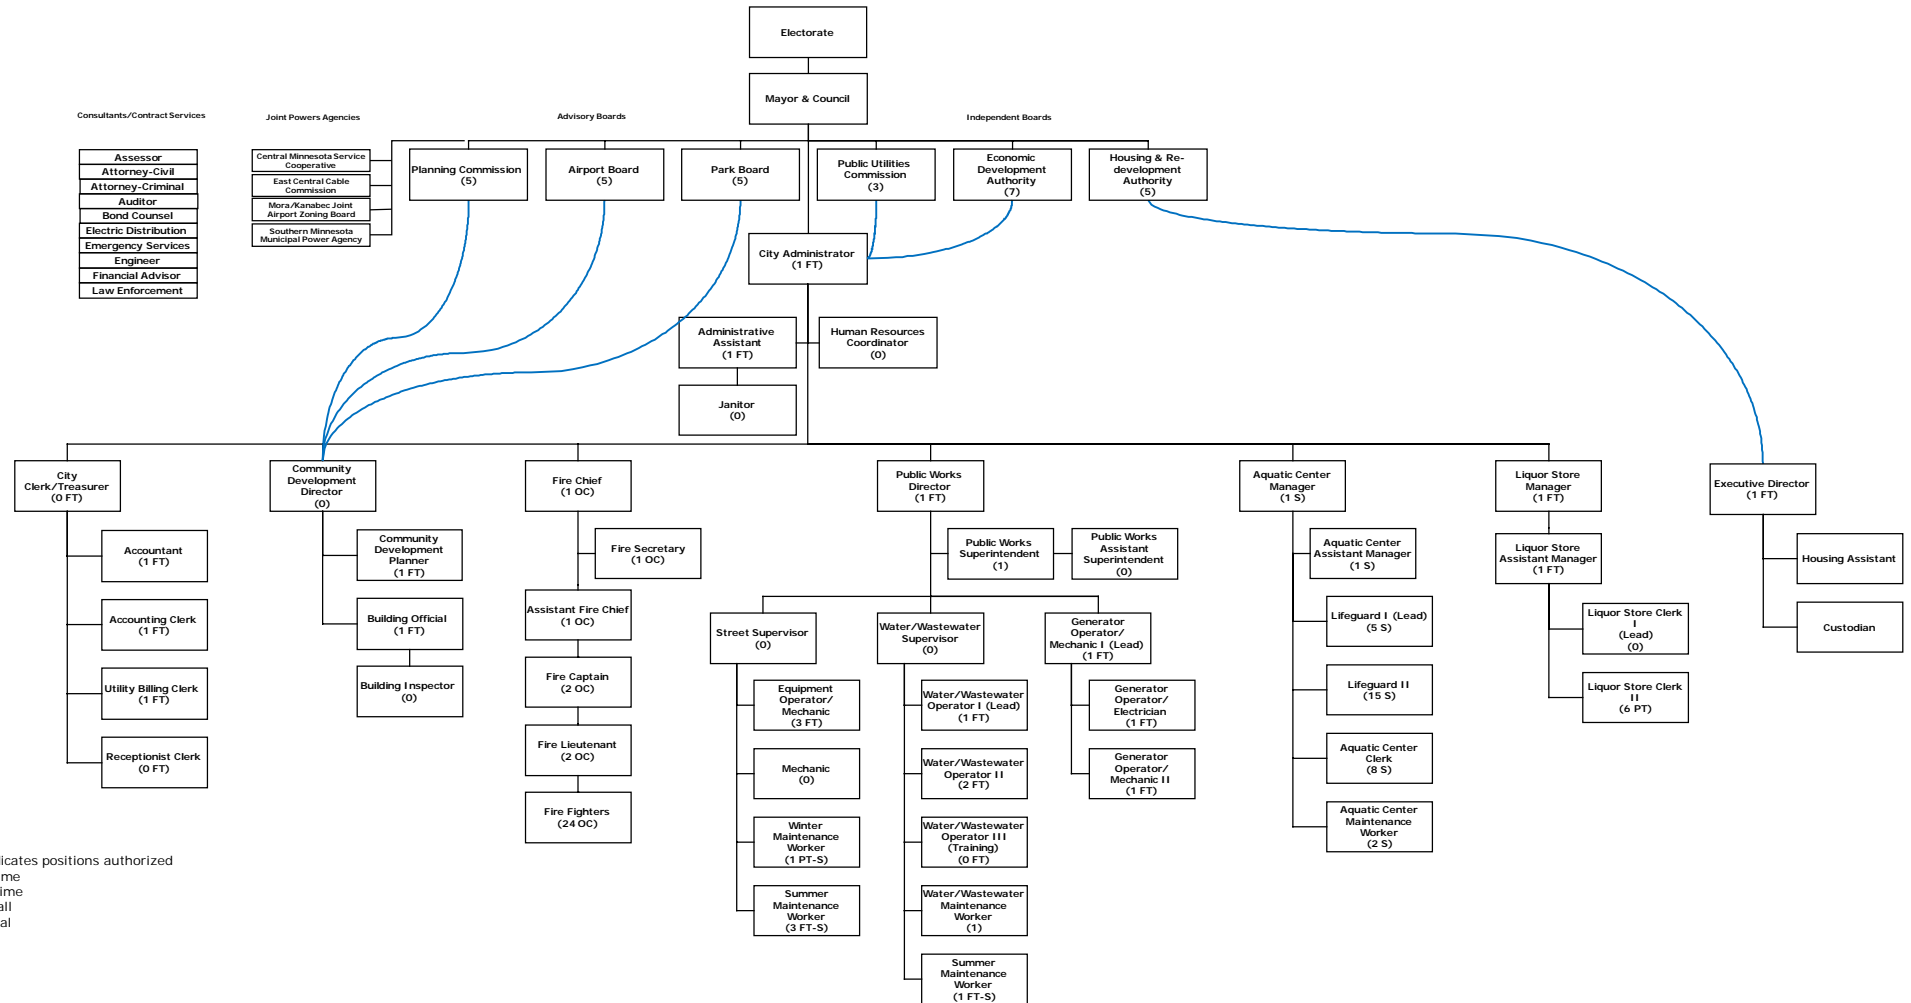 Electorate
Mayor & Council
Consultants/Contract Services
Joint Powers Agencies
Advisory Boards
Independent Boards
Assessor
Attorney-Civil
Attorney-Criminal
Auditor
Bond Counsel
Electric Distribution
Emergency Services
Engineer
Financial Advisor
Law Enforcement
Central Minnesota Service
Cooperative
East Central Cable
Commission
Mora/Kanabec Joint
Airport Zoning Board
Southern Minnesota
Municipal Power Agency
Planning Commission
(5)
Airport Board
(5)
Park Board
(5)
Public Utilities
Commission
(3)
Economic
Development
Authority
(7)
Housing & Re-
development
Authority
(5)
City Administrator
(1 FT)
Administrative
Assistant
(1 FT)
Human Resources
Coordinator
(0)
Janitor
(0)
City
Clerk/Treasurer
(0 FT)
Accountant
(1 FT)
Accounting Clerk
(1 FT)
Utility Billing Clerk
(1 FT)
Receptionist Clerk
(0 FT)
Community
Development
Director
(0)
Community
Development
Planner
(1 FT)
Building Official
(1 FT)
Building Inspector
(0)
Fire Chief
(1 OC)
Fire Secretary
(1 OC)
Assistant Fire Chief
(1 OC)
Fire Captain
(2 OC)
Fire Lieutenant
(2 OC)
Fire Fighters
(24 OC)
Public Works
Director
(1 FT)
Public Works
Superintendent
(1)
Public Works
Assistant
Superintendent
(0)
Street Supervisor
(0)
Equipment
Operator/
Mechanic
(3 FT)
Mechanic
(0)
Winter
Maintenance
Worker
(1 PT-S)
Summer
Maintenance
Worker
(3 FT-S)
Water/Wastewater
Supervisor
(0)
Water/Wastewater
Operator I (Lead)
(1 FT)
Water/Wastewater
Operator II
(2 FT)
Water/Wastewater
Operator III
(Training)
(0 FT)
Water/Wastewater
Maintenance
Worker
(1)
Summer
Maintenance
Worker
(1 FT-S)
Generator
Operator/
Mechanic I (Lead)
(1 FT)
Generator
Operator/
Electrician
(1 FT)
Generator
Operator/
Mechanic II
(1 FT)
Aquatic Center
Manager
(1 S)
Aquatic Center
Assistant Manager
(1 S)
Lifeguard I (Lead)
(5 S)
Lifeguard II
(15 S)
Aquatic Center
Clerk
(8 S)
Aquatic Center
Maintenance
Worker
(2 S)
Liquor Store
Manager
(1 FT)
Liquor Store
Assistant Manager
(1 FT)
Liquor Store Clerk
I
(Lead)
(0)
Liquor Store Clerk
II
(6 PT)
Executive Director
(1 FT)
Housing Assistant
Custodian
icates positions authorized
me
ime
all
al